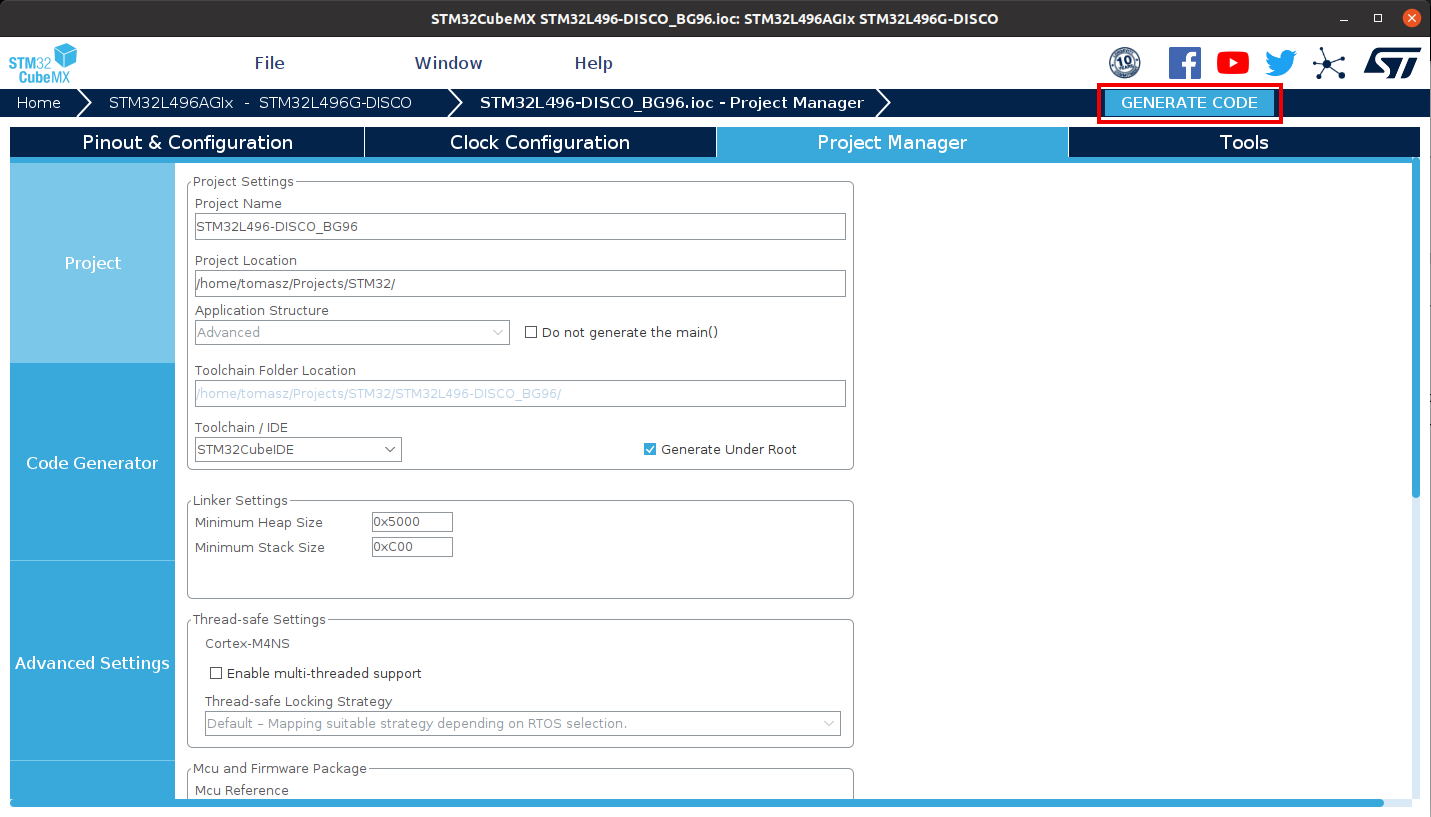 STM32CubeMX STM32L496-DISCO_BG96.ioc: STM32L496AGIx STM32L496G-DISCO
STM32
CubeMX
File
Window
Help
10
ST
Home
STM32L496AGIx - STM32L496G-DISCO
STM32L496-DISCO_BG96.ioc - Project Manager
GENERATE CODE
Pinout & Configuration
Clock Configuration
Project Manager
Tools
Project
Code Generator
Advanced Settings
Project Settings
Project Name
STM32L496-DISCO_BG96
Project Location
/home/tomasz/Projects/STM32/
Application Structure
Advanced
Do not generate the main()
Toolchain Folder Location
/home/tomasz/Projects/STM32/STM32L496-DISCO_BG96/
Toolchain / IDE
STM32CubeIDE
Generate Under Root
Linker Settings
Minimum Heap Size
0x5000
Minimum Stack Size
0xC00
Thread-safe Settings
Cortex-M4NS
Enable multi-threaded support
Thread-safe Locking Strategy
Default – Mapping suitable strategy depending on RTOS selection.
Mcu and Firmware Package
Mcu Reference